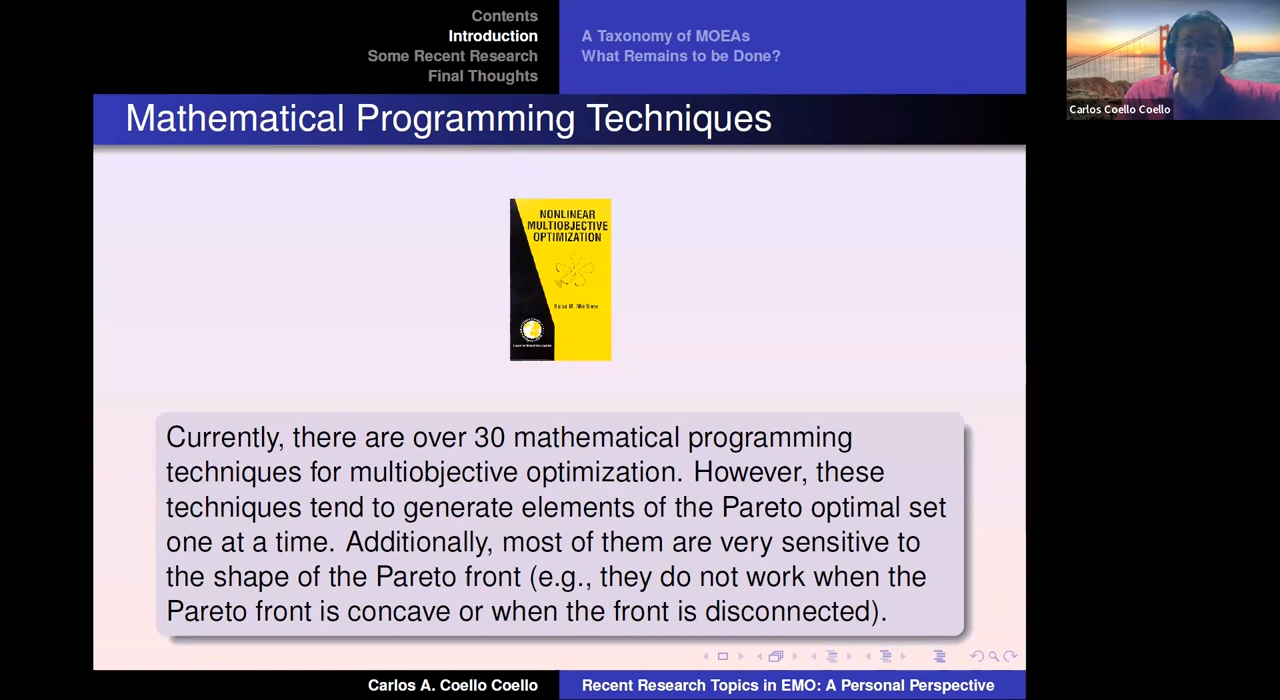 Contents
Introduction
Some Recent Research
Final Thoughts
A Taxonomy of MOEAs
What Remains to be Done?
Carlos Coello Coello
Mathematical Programming Techniques
NONLINEAR
MULTIOBJECTIVE
OPTIMIZATION
Currently, there are over 30 mathematical programming
techniques for multiobjective optimization. However, these
techniques tend to generate elements of the Pareto optimal set
one at a time. Additionally, most of them are very sensitive to
the shape of the Pareto front (e.g., they do not work when the
Pareto front is concave or when the front is disconnected).
Carlos A. Coello Coello
Recent Research Topics in EMO: A Personal Perspective